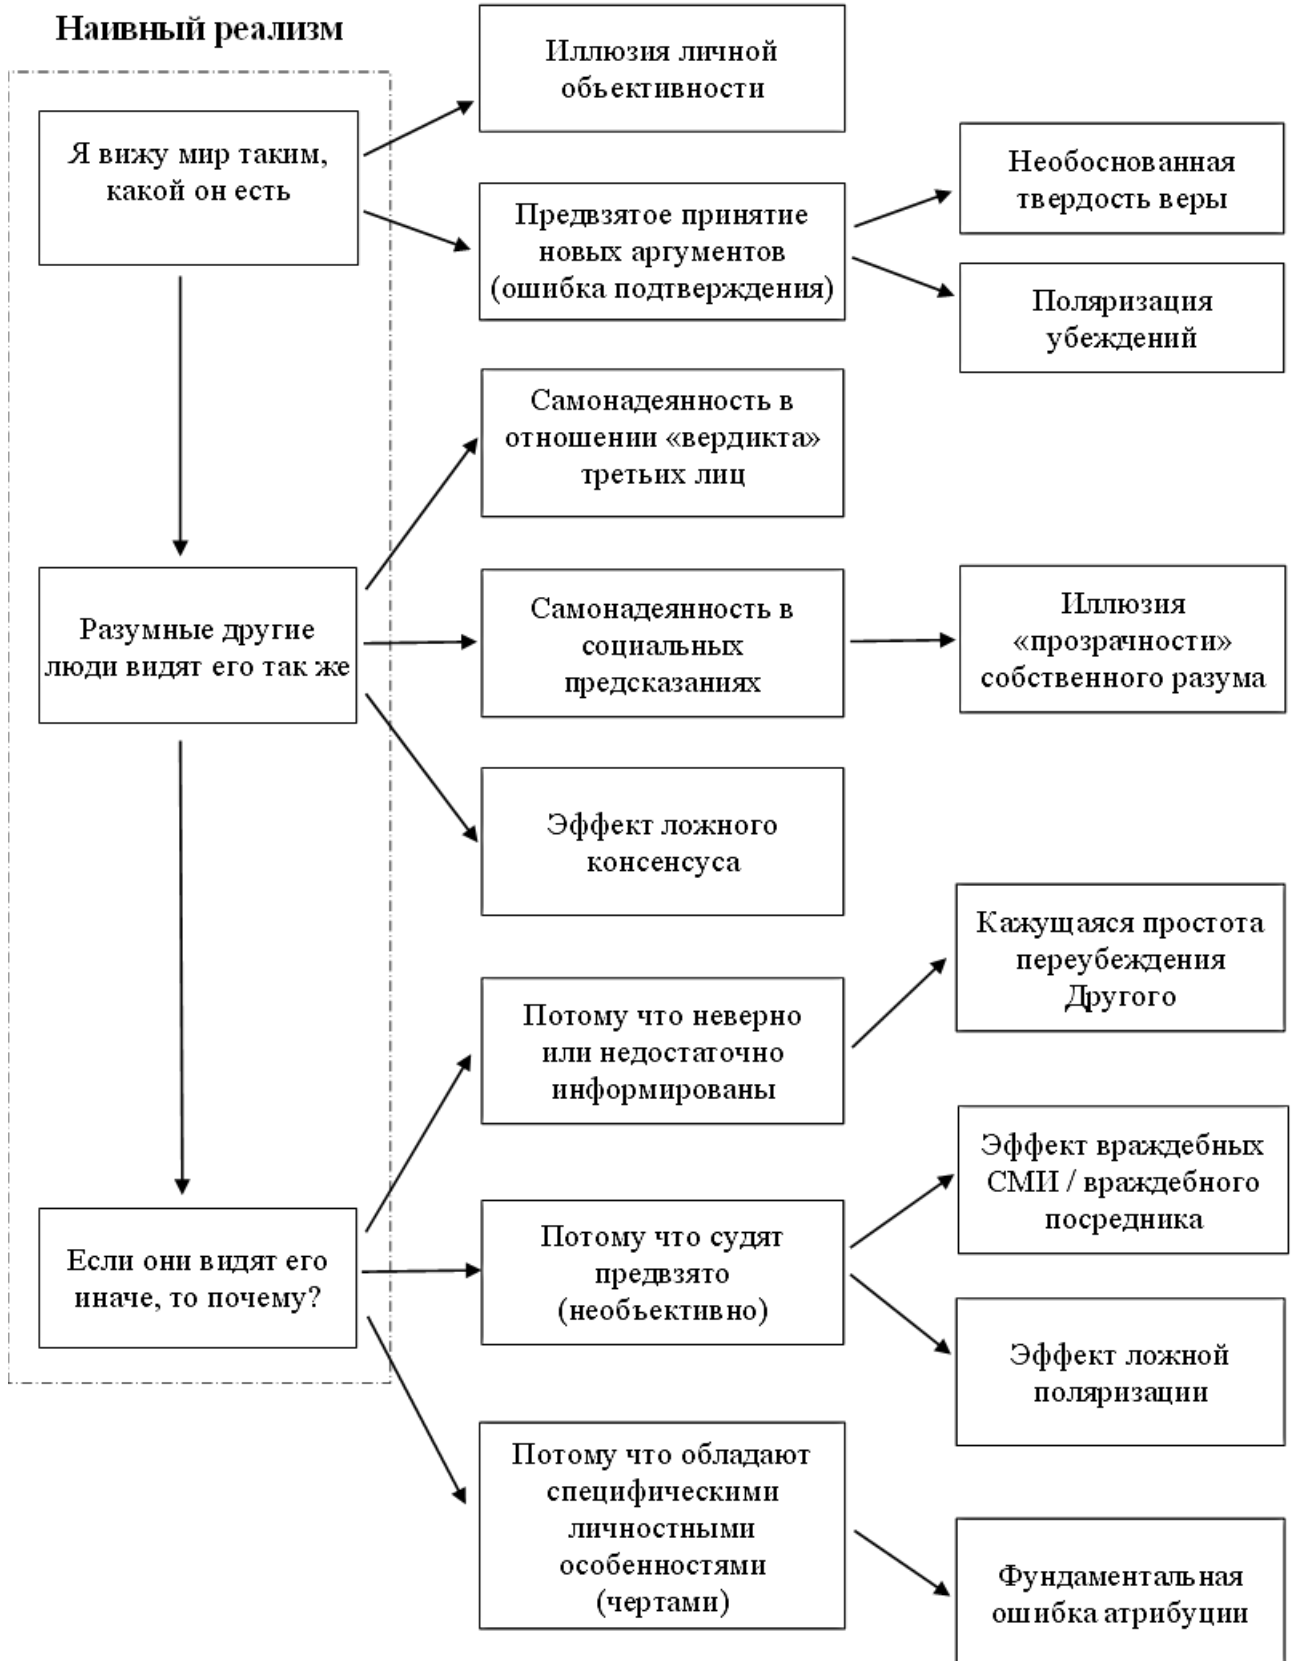 Наивный реализм
Я вижу мир таким,
какой он есть
Иллюзия личной
обьективности
Предвзятое принятие
новых аргументов
(ошибка подтверждения)
Необоснованная
твердость веры
Поляризация
убеждений
Разумные другие
люди видят его так же
Самонадеянность в
отношении «вердикта»
третьих лиц
Самонадеянность в
социальных
предсказаниях
Иллюзия
«прозрачности»
собственного разума
Эффект ложного
консенсуса
Если они видят его
иначе, то почему?
Потому что неверно
или недостаточно
информированы
Кажущаяся простота
переубеждения
Другого
Потому что судят
предвзято
(необьективно)
Эффект враждебных
СМИ / враждебного
посредника
Эффект ложной
поляризации
Потому что обладают
специфическими
личностными
особенностями
(чертами)
Фундаментальная
ошибка атрибуции